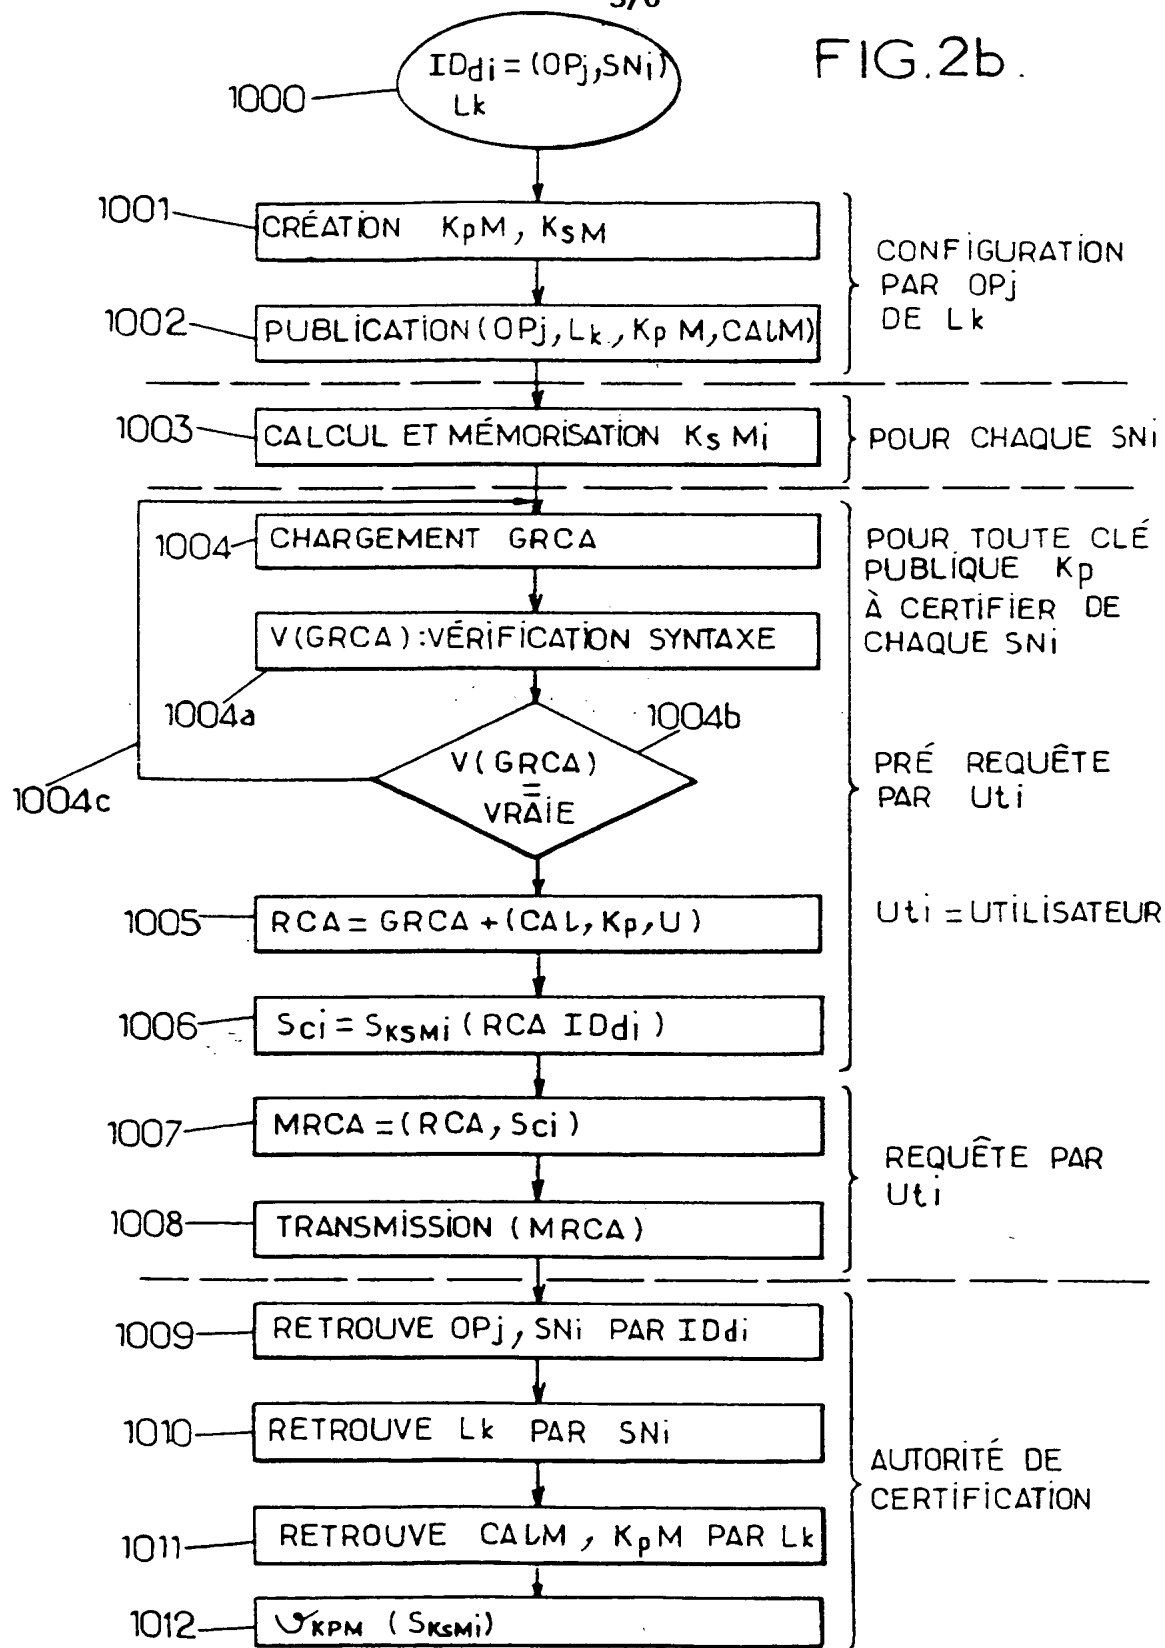 FIG.2b.
1000
IDdi = (OPj, SNi)
Lk
1001
CRÉATION KpM, KSM
1002
PUBLICATION (OPj, Lk, KpM, CALM)
CONFIGURATION
PAR OPj
DE Lk
1003
CALCUL ET MÉMORISATION KsMi
POUR CHAQUE SNi
1004
CHARGEMENT GRCA
V(GRCA):VÉRIFICATION SYNTAXE
1004a
1004b
V(GRCA)
=
VRAIE
1004c
POUR TOUTE CLÉ
PUBLIQUE Kp
À CERTIFIER DE
CHAQUE SNi
PRÉ REQUÊTE
PAR Uti
Uti = UTILISATEUR
1005
RCA = GRCA + (CAL, Kp, U)
1006
Sci = SKSMi (RCA IDdi)
1007
MRCA = (RCA, Sci)
1008
TRANSMISSION (MRCA)
REQUÊTE PAR
Uti
1009
RETROUVE OPj, SNi PAR IDdi
1010
RETROUVE Lk PAR SNi
1011
RETROUVE CALM, KpM PAR Lk
1012
𝒱KPM (SKSMi)
AUTORITÉ DE
CERTIFICATION